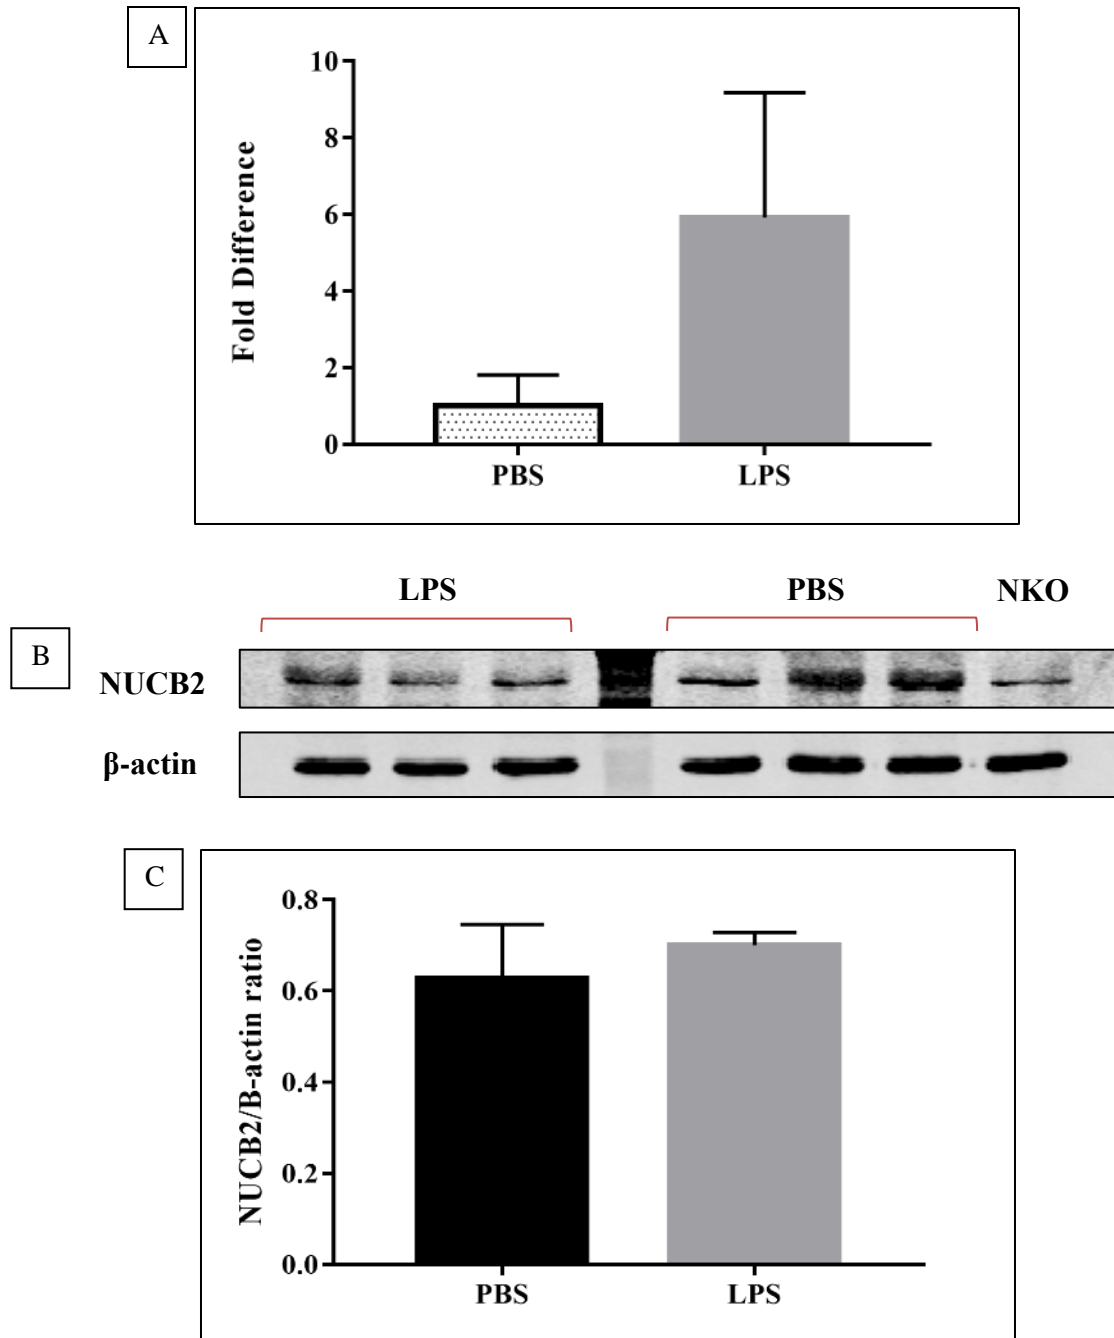 A
Fold Difference
10
8
6
4
2
0
PBS
LPS
LPS
PBS
NKO
B
NUCB2
β-actin
C
NUCB2/B-actin ratio
0.8
0.6
0.4
0.2
0.0
PBS
LPS